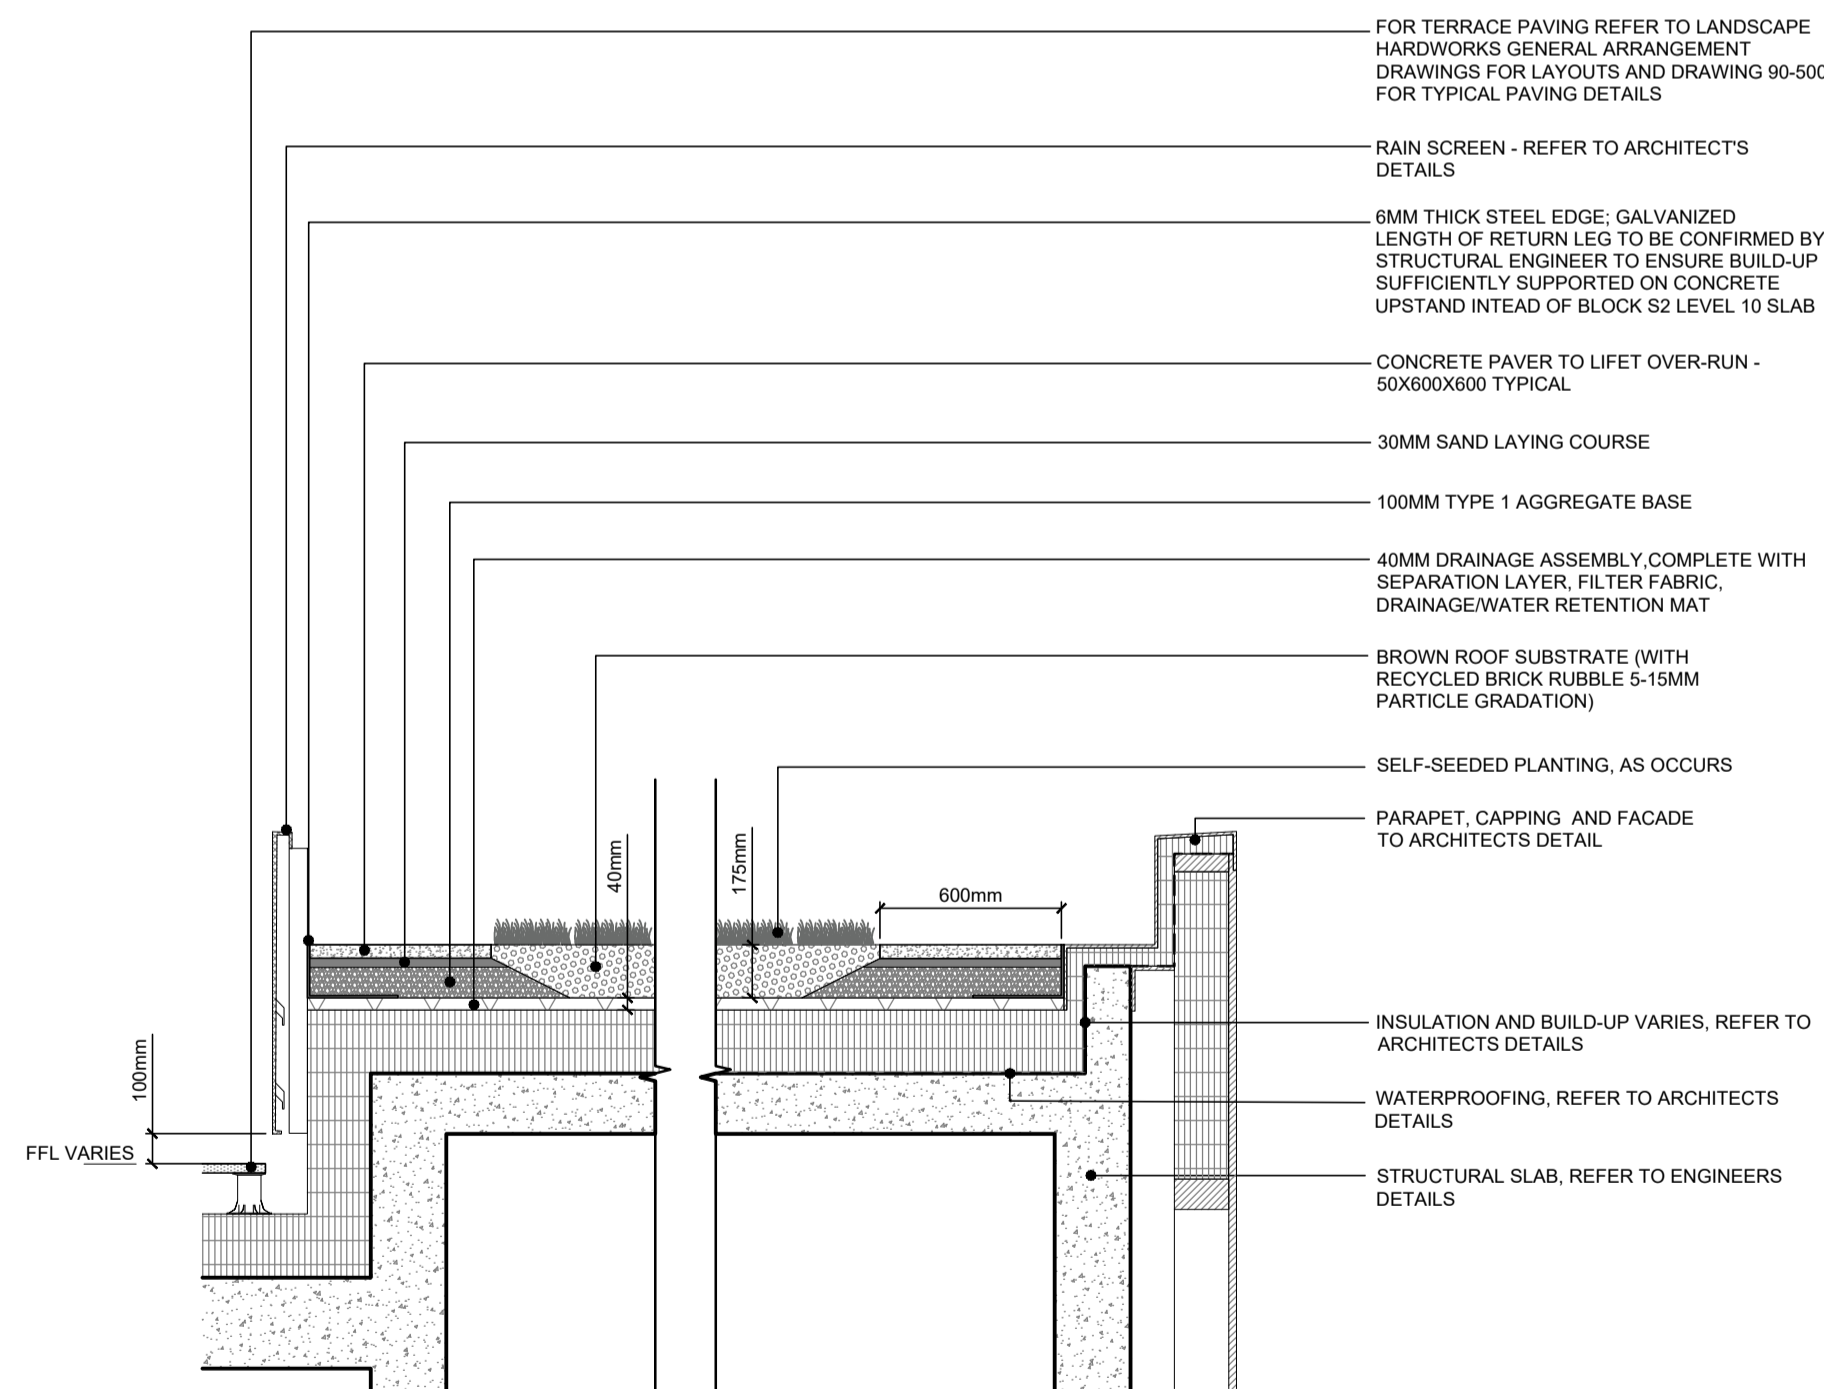 FOR TERRACE PAVING REFER TO LANDSCAPE
HARDWORKS GENERAL ARRANGEMENT
DRAWINGS FOR LAYOUTS AND DRAWING 90-500
FOR TYPICAL PAVING DETAILS
RAIN SCREEN - REFER TO ARCHITECT'S
DETAILS
6MM THICK STEEL EDGE; GALVANIZED
LENGTH OF RETURN LEG TO BE CONFIRMED BY
STRUCTURAL ENGINEER TO ENSURE BUILD-UP
SUFFICIENTLY SUPPORTED ON CONCRETE
UPSTAND INTEAD OF BLOCK S2 LEVEL 10 SLAB
CONCRETE PAVER TO LIFET OVER-RUN -
50X600X600 TYPICAL
30MM SAND LAYING COURSE
100MM TYPE 1 AGGREGATE BASE
40MM DRAINAGE ASSEMBLY,COMPLETE WITH
SEPARATION LAYER, FILTER FABRIC,
DRAINAGE/WATER RETENTION MAT
BROWN ROOF SUBSTRATE (WITH
RECYCLED BRICK RUBBLE 5-15MM
PARTICLE GRADATION)
SELF-SEEDED PLANTING, AS OCCURS
PARAPET, CAPPING AND FACADE
TO ARCHITECTS DETAIL
40mm
175mm
600mm
INSULATION AND BUILD-UP VARIES, REFER TO
ARCHITECTS DETAILS
100mm
WATERPROOFING, REFER TO ARCHITECTS
DETAILS
FFL VARIES
STRUCTURAL SLAB, REFER TO ENGINEERS
DETAILS